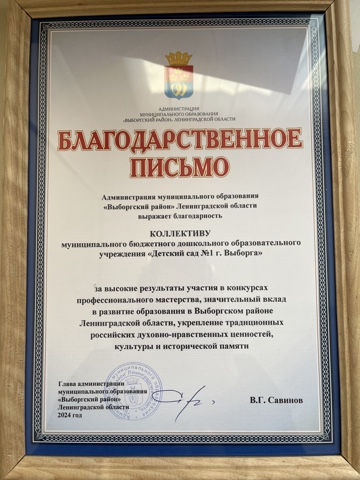 АДМИНИСТРАЦИЯ
МУНИЦИПАЛЬНОГО ОБРАЗОВАНИЯ
«ВЫБОРГСКИЙ РАЙОН» ЛЕНИНГРАДСКОЙ ОБЛАСТИ
БЛАГОДАРСТВЕННОЕ
ПИСЬМО
Администрация муниципального образования
«Выборгский район» Ленинградской области
выражает благодарность
КОЛЛЕКТИВУ
муниципального бюджетного дошкольного образовательного
учреждения «Детский сад №1 г. Выборга»
за высокие результаты участия в конкурсах
профессионального мастерства, значительный вклад
в развитие образования в Выборгском районе
Ленинградской области, укрепление традиционных
российских духовно-нравственных ценностей,
культуры и исторической памяти
Глава администрации
муниципального образования
«Выборгский район»
Ленинградской области
2024 год
В.Г. Савинов